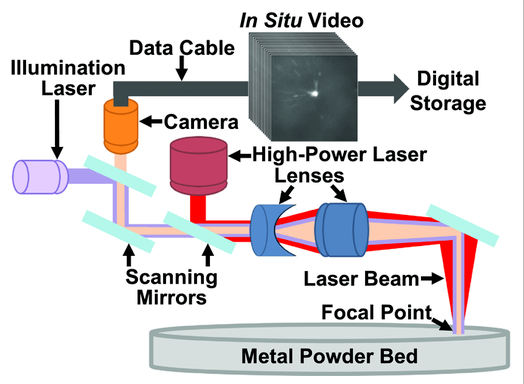 In Situ Video
Data Cable
Illumination
Laser
Digital
Storage
Camera
High-Power Laser
Lenses
Scanning
Mirrors
Laser Beam
Focal Point
Metal Powder Bed